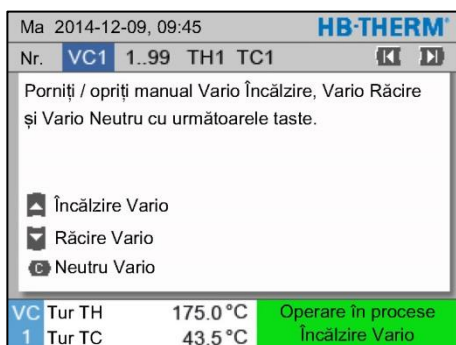 Ma 2014-12-09, 09:45 HB-THERM®
Nr. VC1 1..99 TH1 TC1
Porniți / opriți manual Vario Încălzire, Vario Răcire
și Vario Neutru cu următoarele taste.
Încălzire Vario
Răcire Vario
C Neutru Vario
VC Tur TH 175.0 °C Operare în procese
1 Tur TC 43.5 °C Încălzire Vario